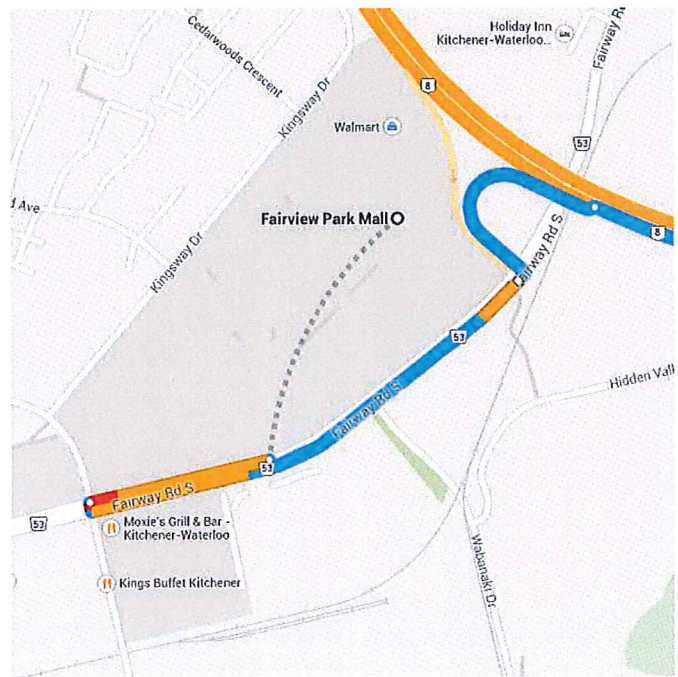 Holiday Inn
Kitchener-Waterloo...
Fairway Rd
Cedarwoods Crescent
Kingsway Dr
8
Walmart
53
d Ave
Fairview Park Mall
Fairway Rd S
8
Kingsway Dr
53
Hidden Vall
Fairway Rd S
53
Fairway Rd S
53
Moxie's Grill & Bar -
Kitchener-Waterloo
Kings Buffet Kitchener
Wabanaki Dr